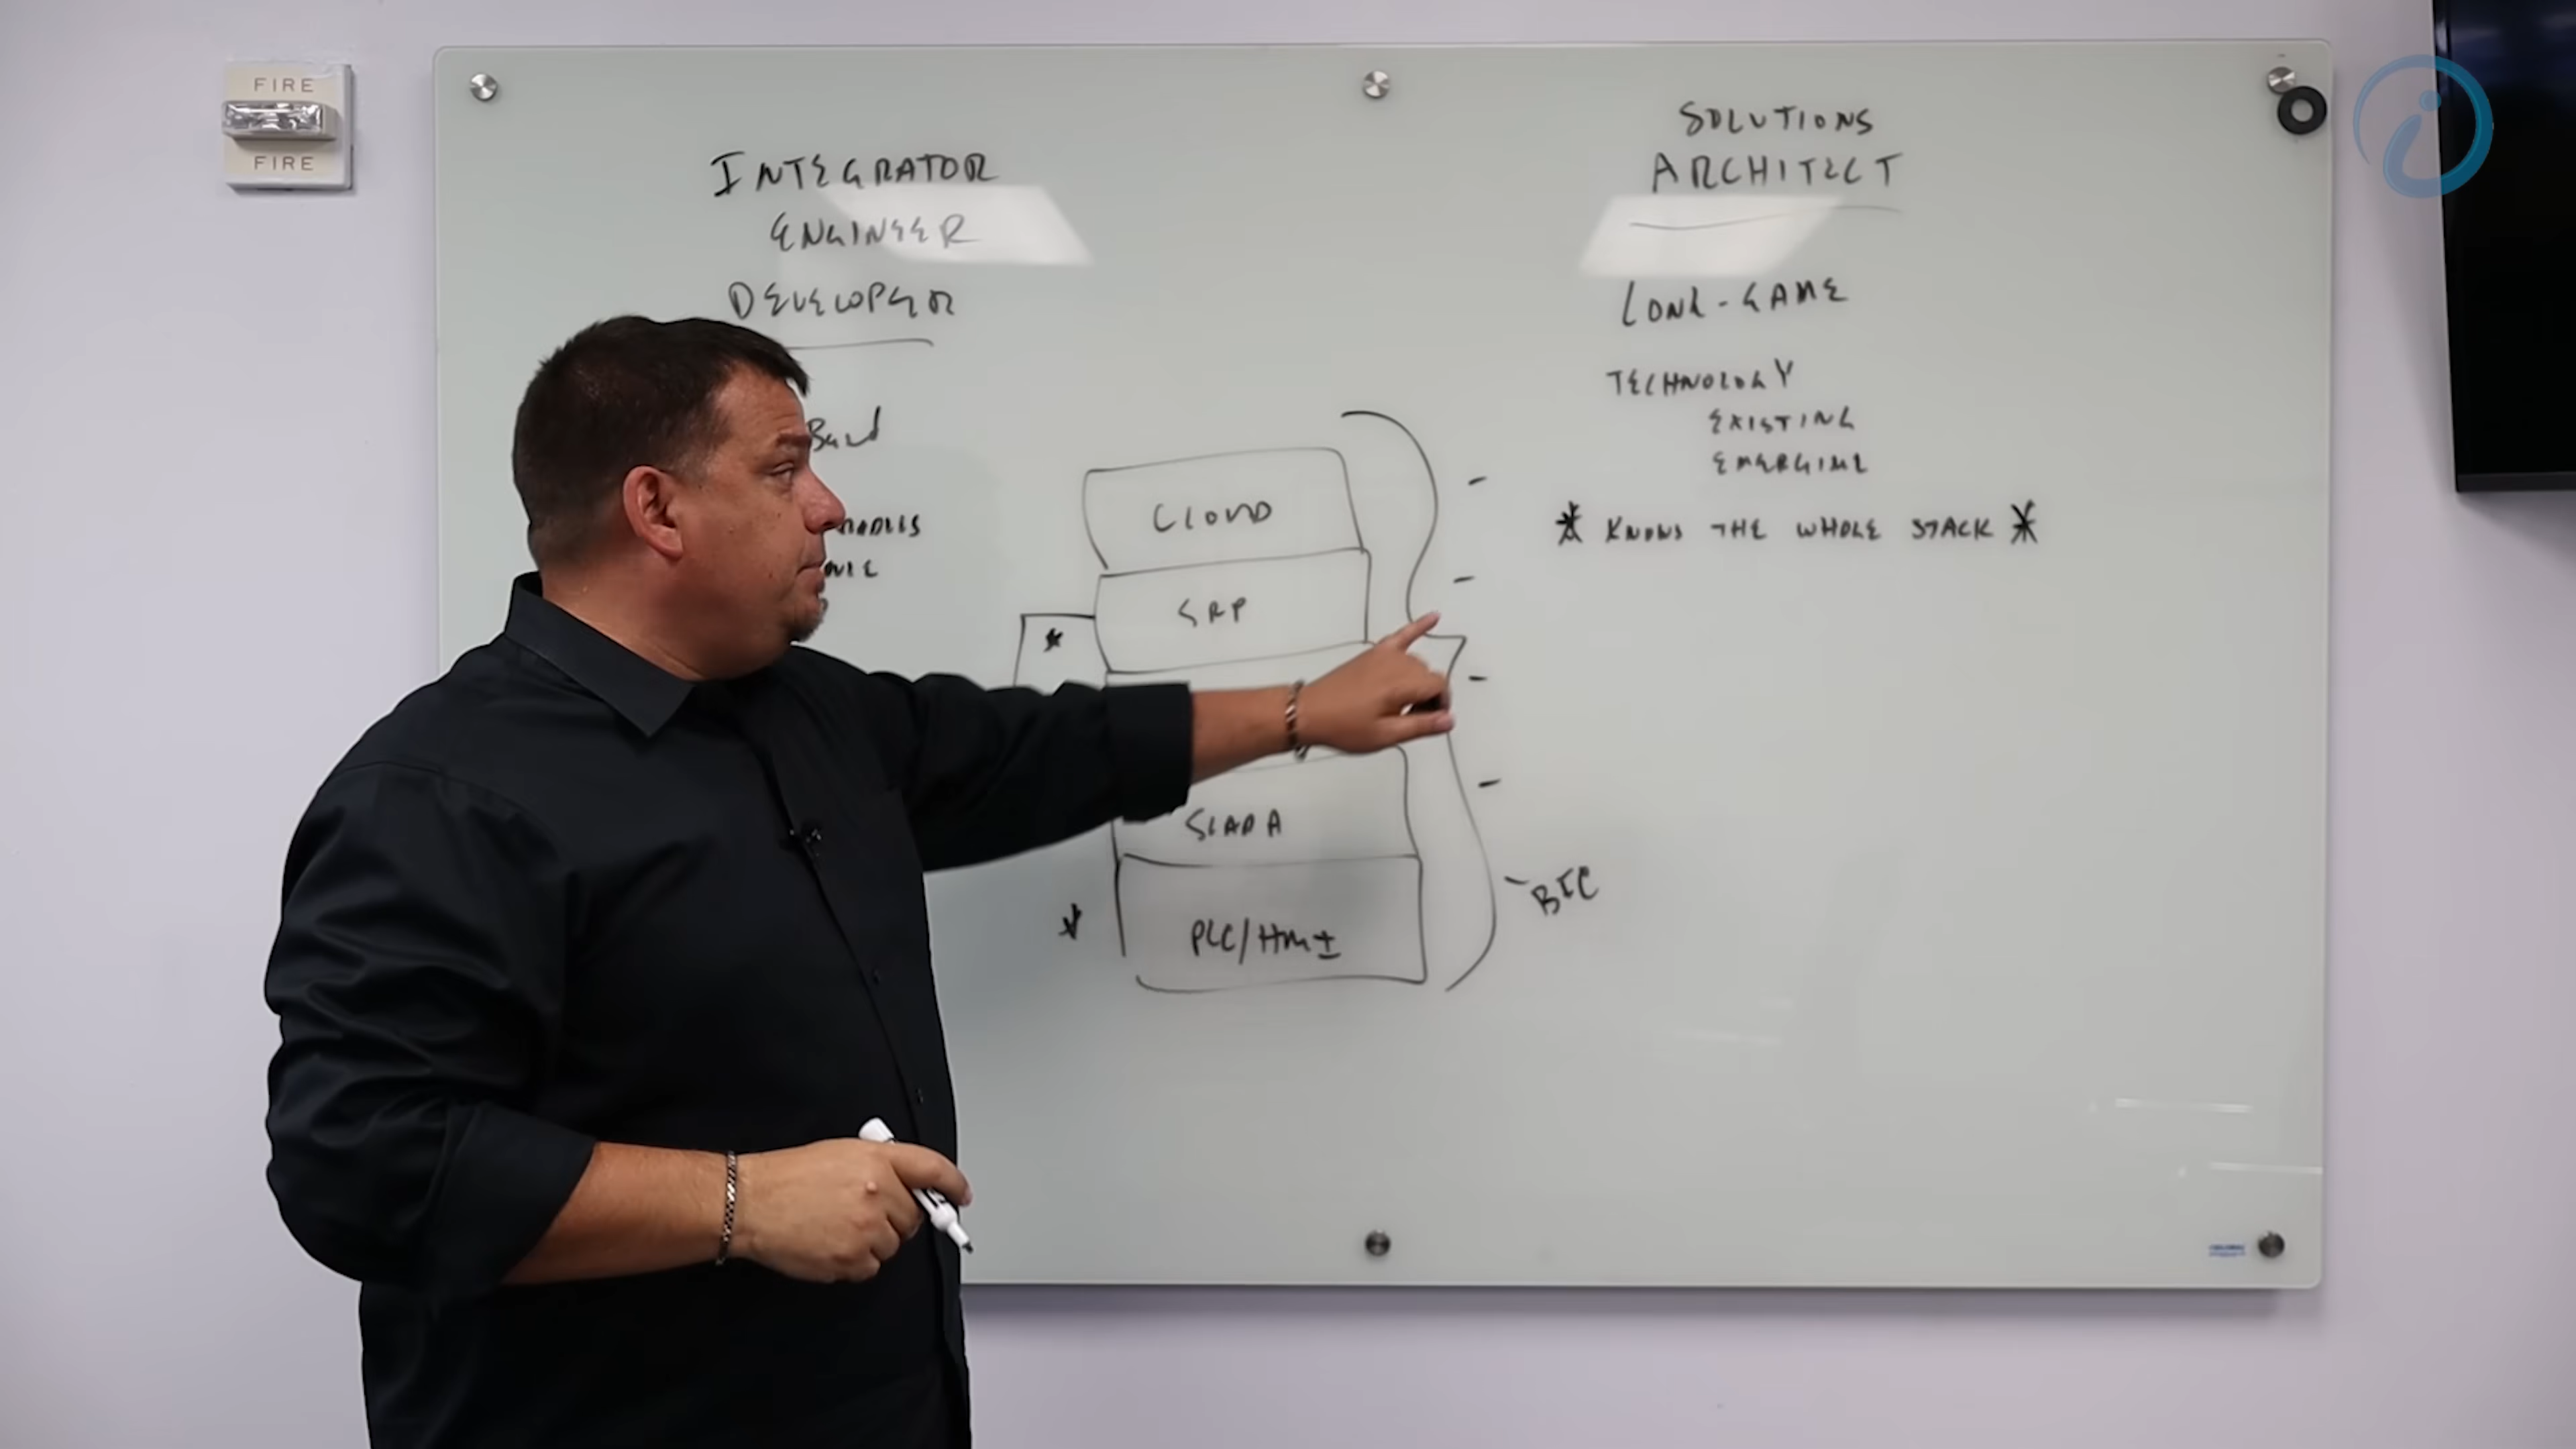 FIRE
FIRE
INTEGRATOR
ENGINEER
DEVELOPER
CLOUD
ERP
SCADA
PLC/HMI
SOLUTIONS
ARCHITECT
LONG-GAME
TECHNOLOGY
EXISTING
EMERGING
* KNOWS THE WHOLE STACK *